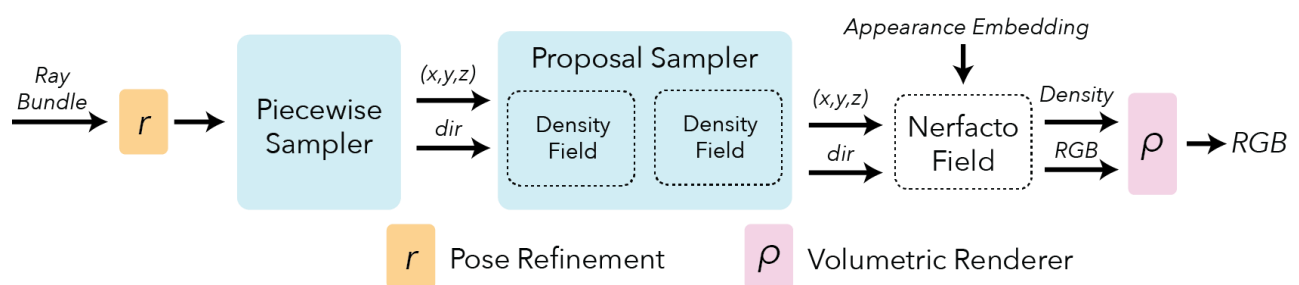 Appearance Embedding
Ray
Bundle
r
Piecewise
Sampler
(x,y,z)
dir
Proposal Sampler
Density
Field
Density
Field
(x,y,z)
dir
Nerfacto
Field
Density
RGB
ρ
RGB
r Pose Refinement
ρ Volumetric Renderer